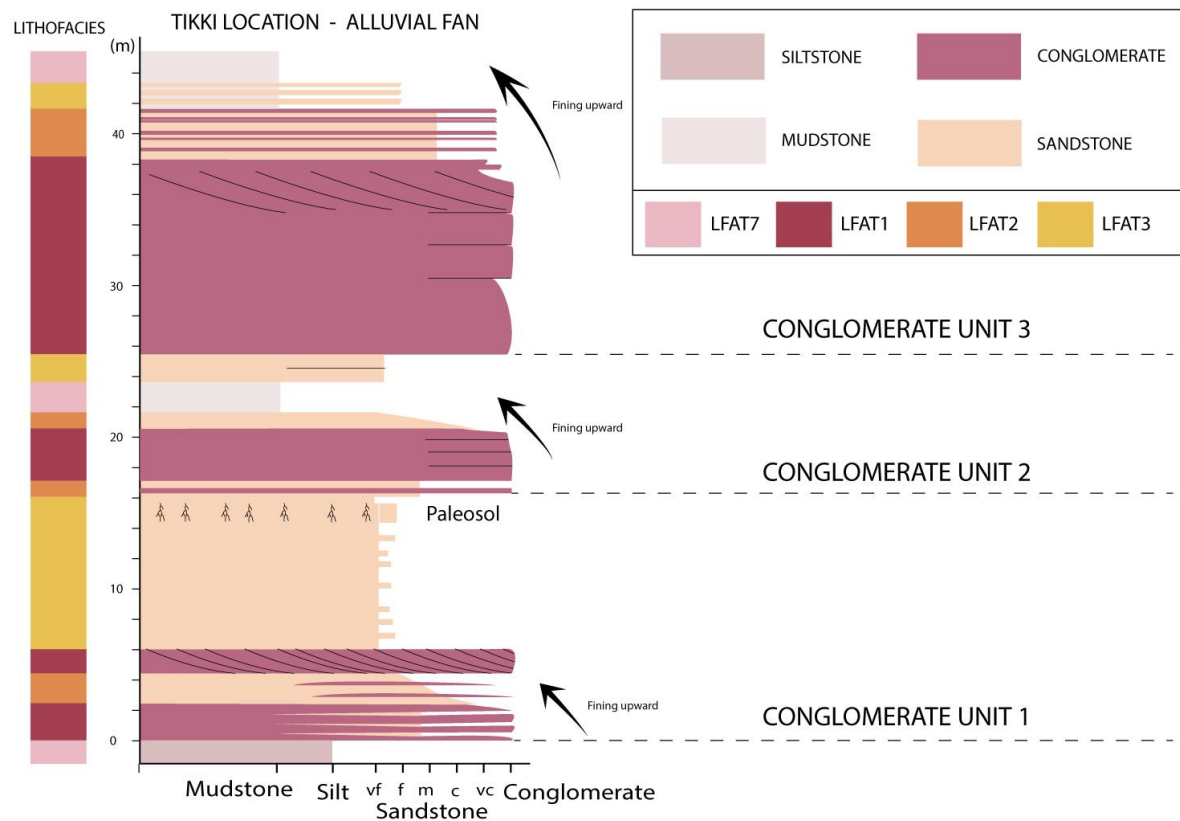 LITHOFACIES
TIKKI LOCATION - ALLUVIAL FAN
(m)
SILTSTONE
CONGLOMERATE
MUDSTONE
SANDSTONE
LFAT7
LFAT1
LFAT2
LFAT3
Fining upward
40
30
CONGLOMERATE UNIT 3
Fining upward
20
CONGLOMERATE UNIT 2
Paleosol
10
Fining upward
CONGLOMERATE UNIT 1
0
Mudstone
Silt
vf
f
m
c
vc
Conglomerate
Sandstone